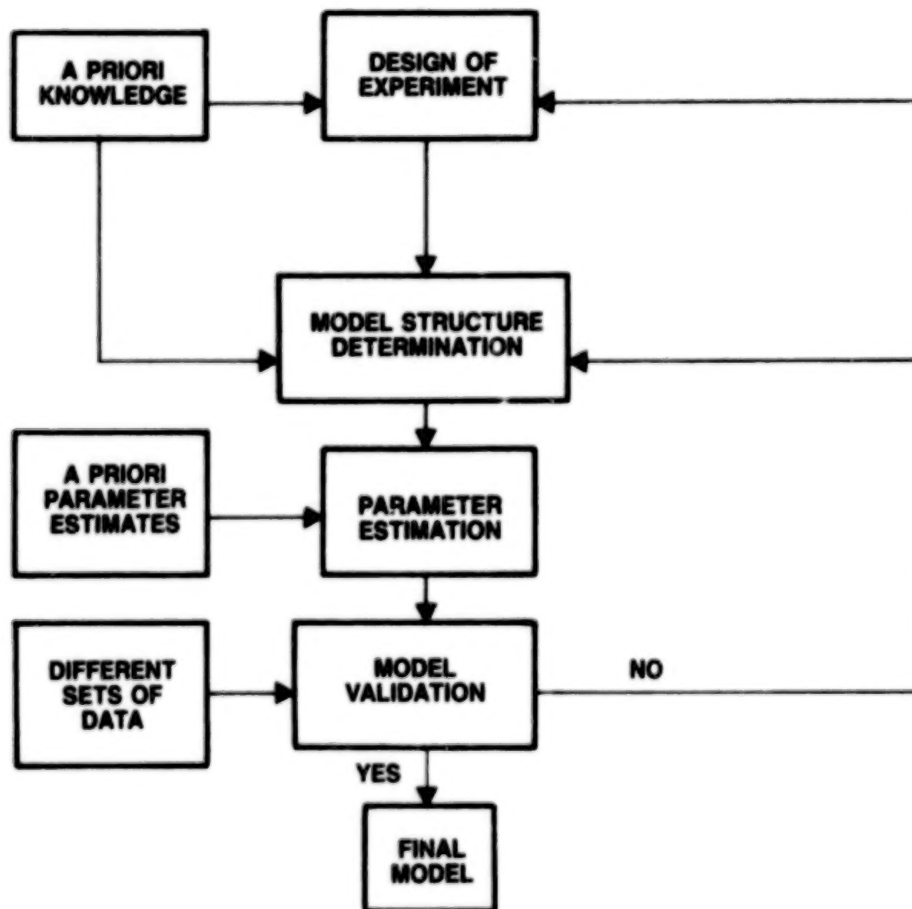 A PRIORI
KNOWLEDGE
DESIGN OF
EXPERIMENT
MODEL STRUCTURE
DETERMINATION
A PRIORI
PARAMETER
ESTIMATES
PARAMETER
ESTIMATION
DIFFERENT
SETS OF
DATA
MODEL
VALIDATION
NO
YES
FINAL
MODEL